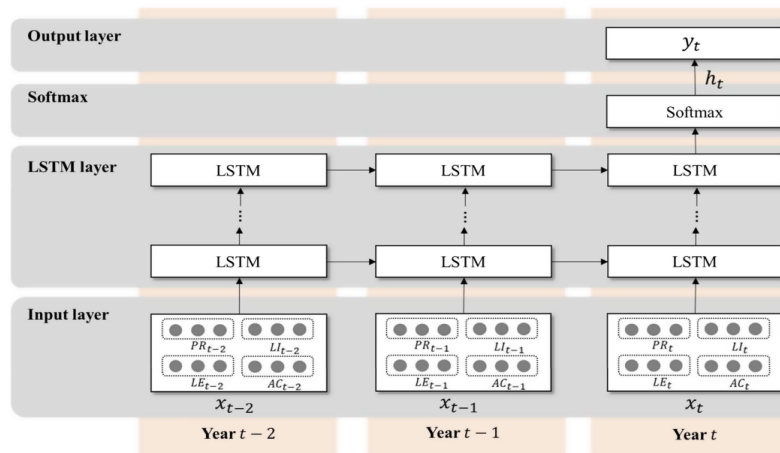 Output layer
y_t
h_t
Softmax
Softmax
LSTM layer
LSTM LSTM LSTM
⋮ ⋮ ⋮
LSTM LSTM LSTM
Input layer
PR_{t-2} LI_{t-2} PR_{t-1} LI_{t-1} PR_t LI_t
LE_{t-2} AC_{t-2} LE_{t-1} AC_{t-1} LE_t AC_t
x_{t-2} x_{t-1} x_t
Year t − 2 Year t − 1 Year t